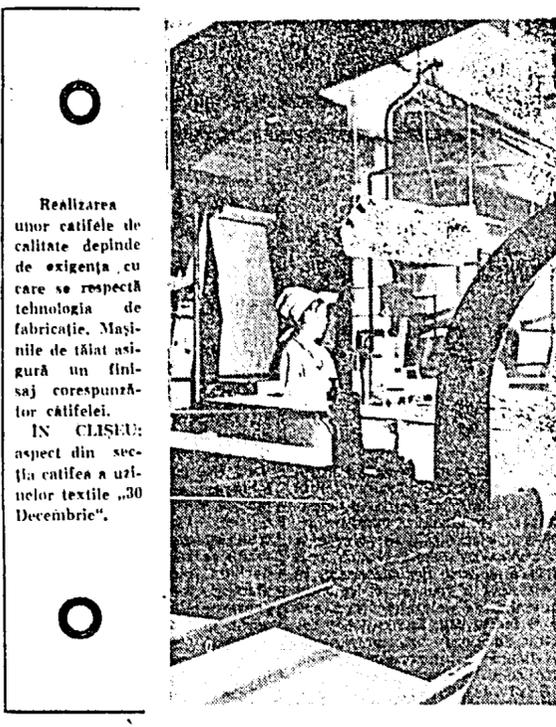 Realizarea
unor catifele de
calitate depinde
de exigența cu
care se respectă
tehnologia de
fabricație. Mași-
nile de tăiat asi-
gură un fini-
saj corespunză-
tor catifelei.
IN CLIȘEU:
aspect din sec-
ția catifea a uzi-
nelor textile „30
Decembrie“.